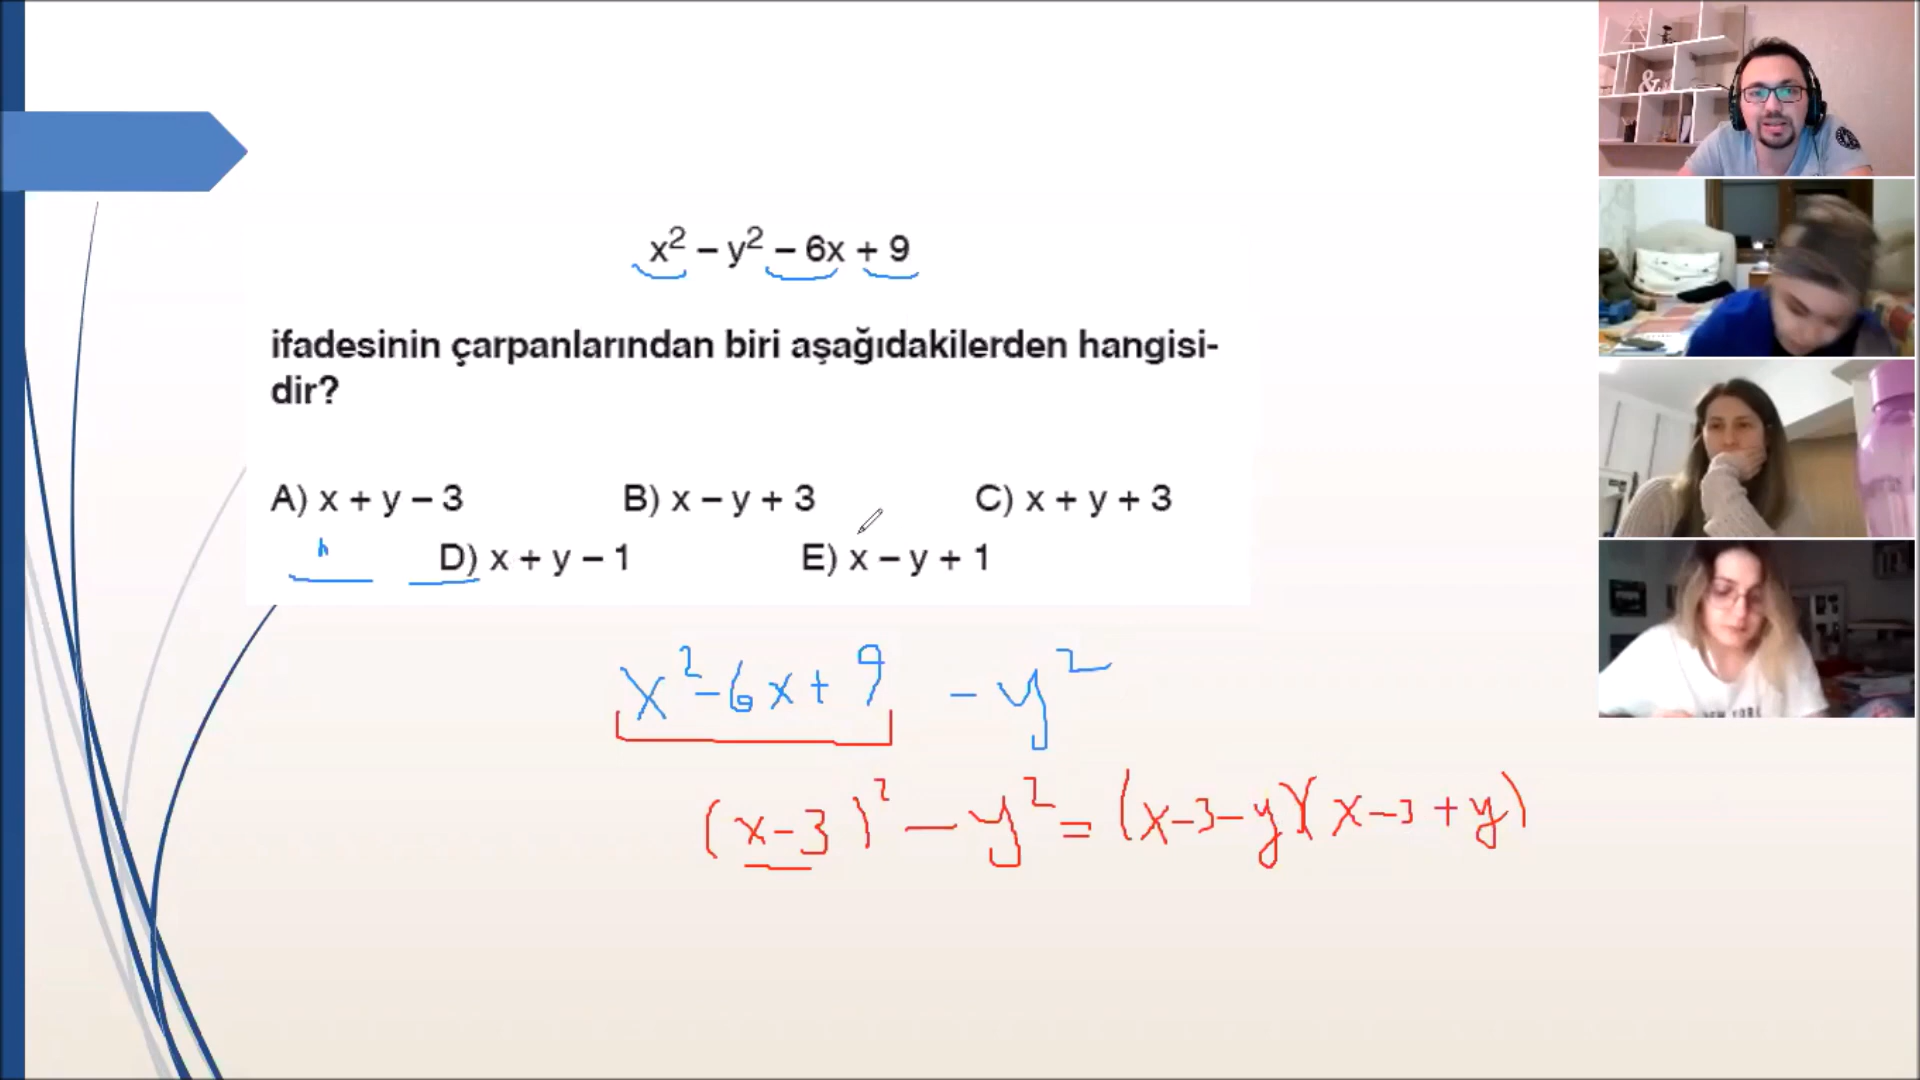 x² – y² – 6x + 9
ifadesinin çarpanlarından biri aşağıdakilerden hangisi-
dir?
A) x + y – 3 B) x – y + 3 C) x + y + 3
D) x + y – 1 E) x – y + 1
x² - 6x + 9 - y²
(x - 3)² - y² = (x - 3 - y)(x - 3 + y)